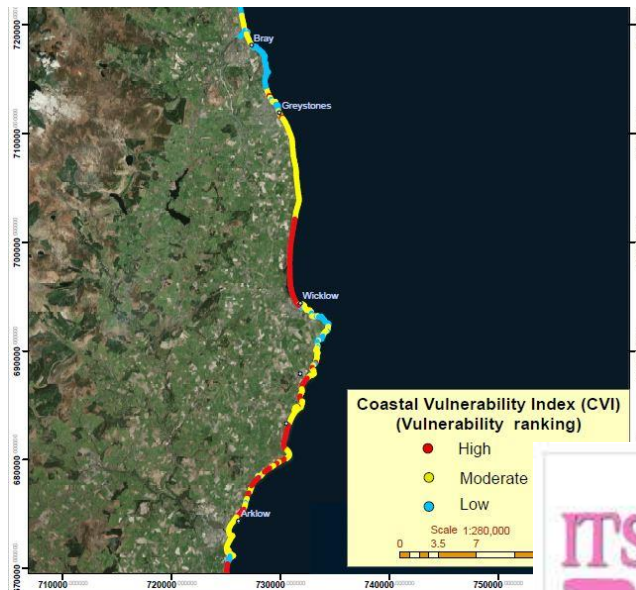 720000
Bray
Greystones
710000
700000
Wicklow
690000
Coastal Vulnerability Index (CVI)
(Vulnerability ranking)
High
Moderate
Low
680000
Scale 1:280,000
0 3.5 7
Arklow
ITS
670000
710000 720000 730000 740000 750000